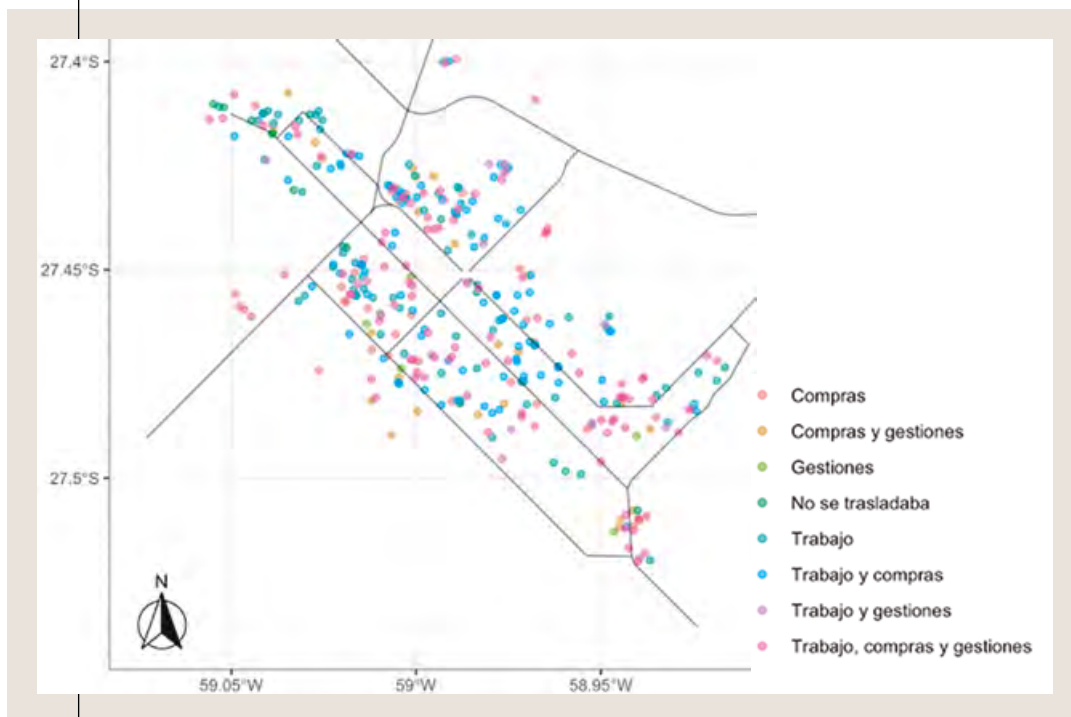 27.4°S
27.45°S
27.5°S
N
59.05°W
59°W
58.95°W
Compras
Compras y gestiones
Gestiones
No se trasladaba
Trabajo
Trabajo y compras
Trabajo y gestiones
Trabajo, compras y gestiones